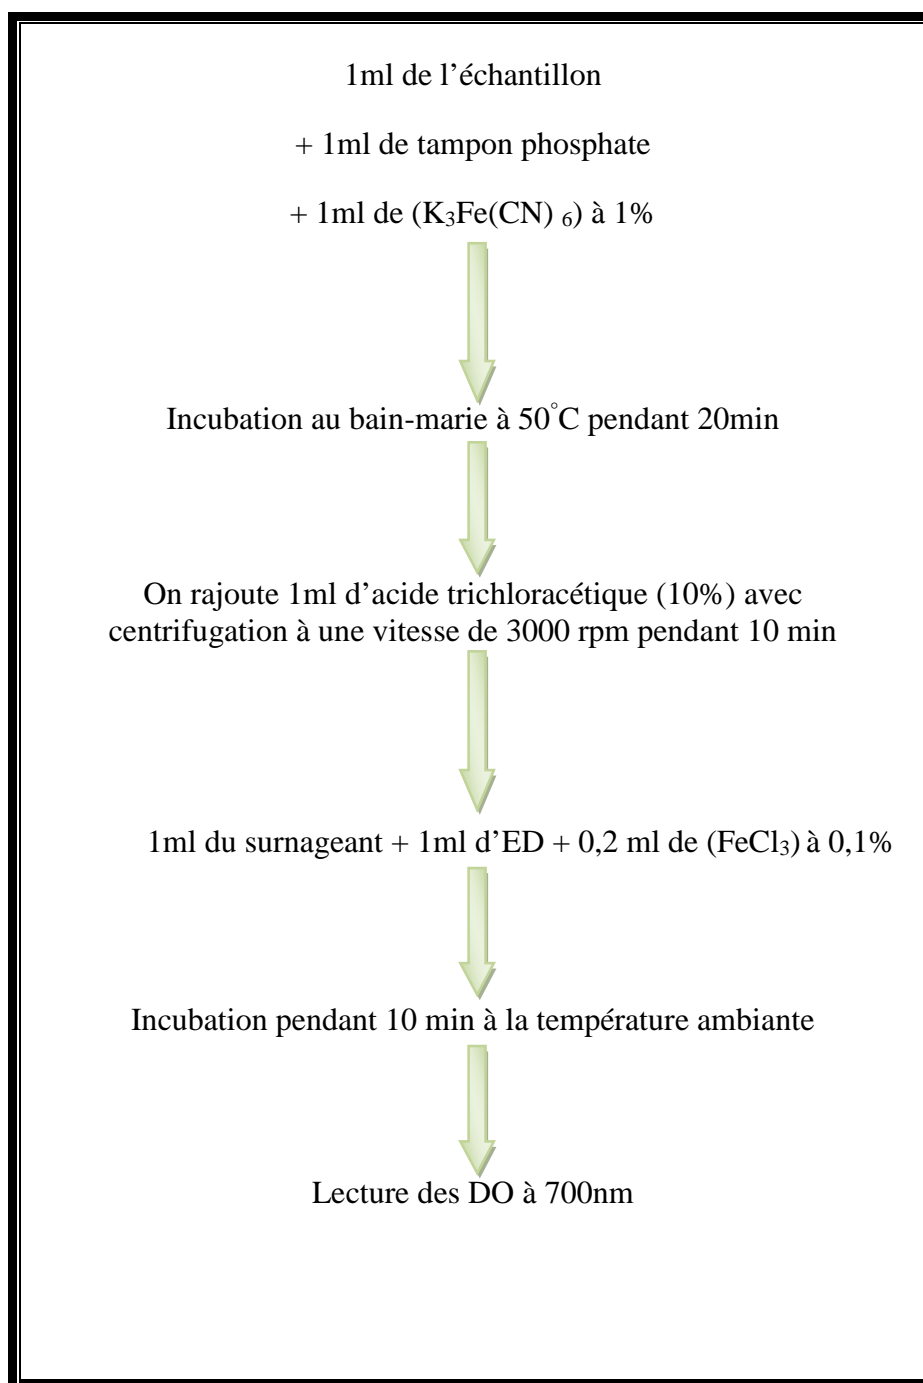 1ml de l’échantillon
+ 1ml de tampon phosphate
+ 1ml de (K₃Fe(CN) ₆) à 1%
Incubation au bain-marie à 50°C pendant 20min
On rajoute 1ml d’acide trichloracétique (10%) avec
centrifugation à une vitesse de 3000 rpm pendant 10 min
1ml du surnageant + 1ml d’ED + 0,2 ml de (FeCl₃) à 0,1%
Incubation pendant 10 min à la température ambiante
Lecture des DO à 700nm